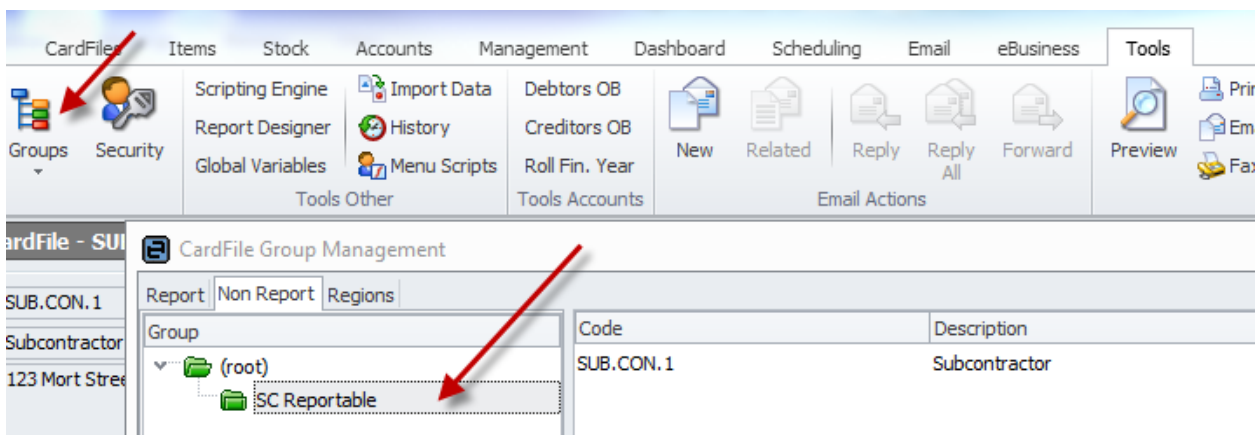 CardFiles Items Stock Accounts Management Dashboard Scheduling Email eBusiness Tools
Scripting Engine Import Data Debtors OB
Report Designer History Creditors OB
Groups Security New Related Reply Reply All Forward Preview
Global Variables Menu Scripts Roll Fin. Year
Tools Other Tools Accounts Email Actions
Fax
CardFile Group Management
Report Non Report Regions
SUB.CON.1
Group Code Description
Subcontractor
(root) SUB.CON.1 Subcontractor
123 Mort
SC Reportable